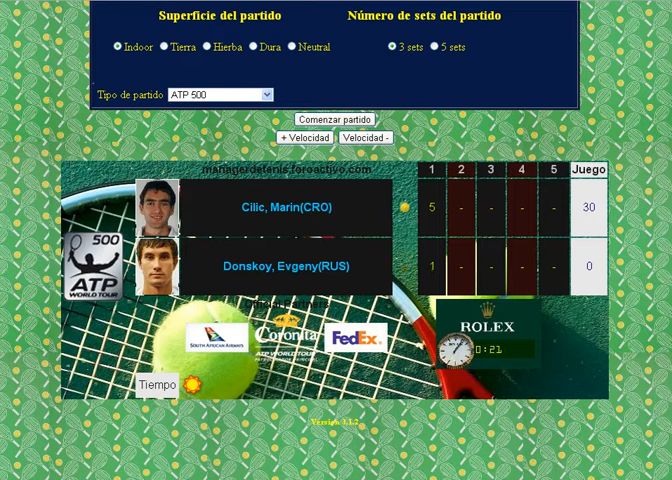 Superficie del partido Número de sets del partido
Indoor Tierra Hierba Dura Neutral 3 sets 5 sets
Tipo de partido ATP 500
Comenzar partido
+ Velocidad Velocidad -
managerdetenis.foroactivo.com 1 2 3 4 5 Juego
Cilic, Marin(CRO) 5 - - - - 30
500
ATP
WORLD TOUR
Donskoy, Evgeny(RUS) 1 - - - - 0
Official Partners
SOUTH AFRICAN AIRWAYS
Coronita
ATP WORLD TOUR
FedEx
ROLEX
0:21
Tiempo
Version 3.1.2